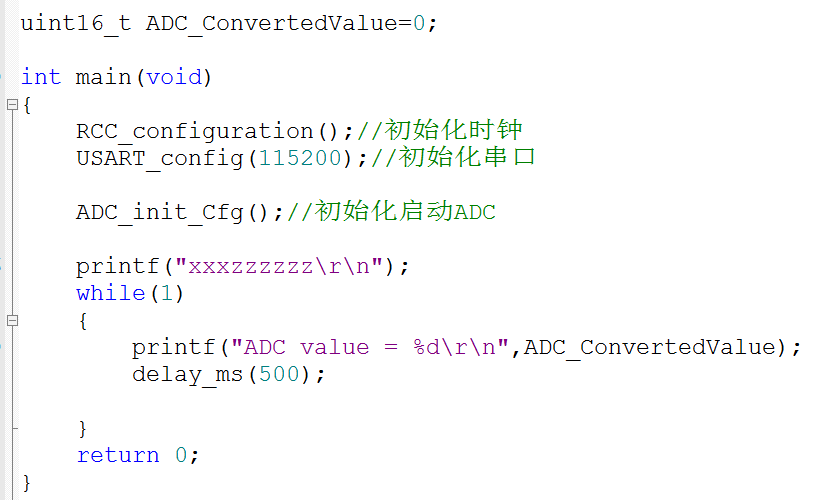 uint16_t ADC_ConvertedValue=0;
int main(void)
{
RCC_configuration();//初始化时钟
USART_config(115200);//初始化串口
ADC_init_Cfg();//初始化启动ADC
printf("xxxzzzzzz\r\n");
while(1)
{
printf("ADC value = %d\r\n",ADC_ConvertedValue);
delay_ms(500);
}
return 0;
}